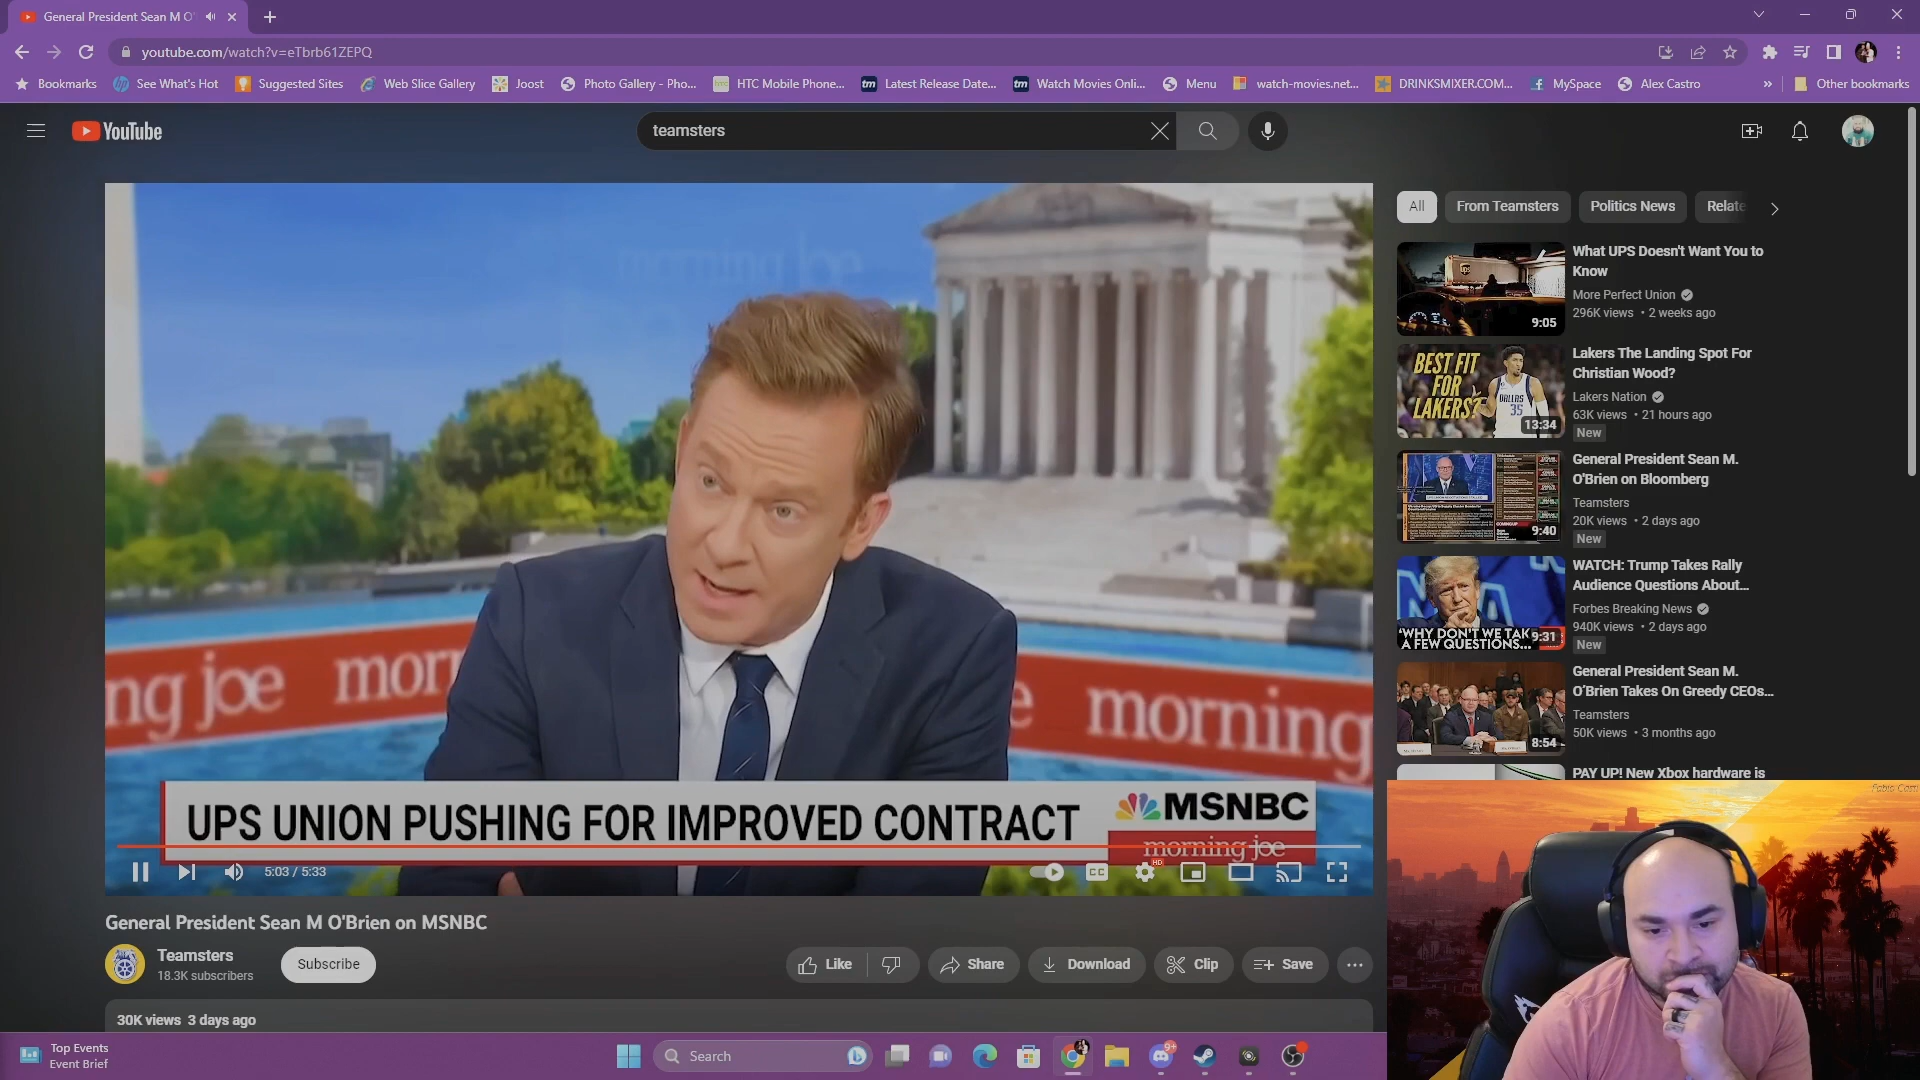 General President Sean M O'
youtube.com/watch?v=eTbrb61ZEPQ
Bookmarks
See What's Hot
Suggested Sites
Web Slice Gallery
Joost
Photo Gallery - Pho...
HTC Mobile Phone...
Latest Release Date...
Watch Movies Onli...
Menu
watch-movies.net...
DRINKSMIXER.COM...
MySpace
Alex Castro
Other bookmarks
YouTube
teamsters
All
From Teamsters
Politics News
Relate
morning joe
ng joe
morn
e
morning
UPS UNION PUSHING FOR IMPROVED CONTRACT
MSNBC
morning joe
5:03 / 5:33
CC
HD
General President Sean M O'Brien on MSNBC
Teamsters
18.3K subscribers
Subscribe
Like
Share
Download
Clip
Save
30K views 3 days ago
What UPS Doesn't Want You to
Know
More Perfect Union
296K views • 2 weeks ago
ups
9:05
Lakers The Landing Spot For
Christian Wood?
Lakers Nation
63K views • 21 hours ago
New
BEST FIT
FOR
LAKERS?
DALLAS
35
13:34
General President Sean M.
O'Brien on Bloomberg
Teamsters
20K views • 2 days ago
New
9:40
WATCH: Trump Takes Rally
Audience Questions About...
Forbes Breaking News
940K views • 2 days ago
New
'WHY DON'T WE TAK
A FEW QUESTIONS...
9:31
General President Sean M.
O'Brien Takes On Greedy CEOs...
Teamsters
50K views • 3 months ago
8:54
PAY UP! New Xbox hardware is
Top Events
Event Brief
Search
9+